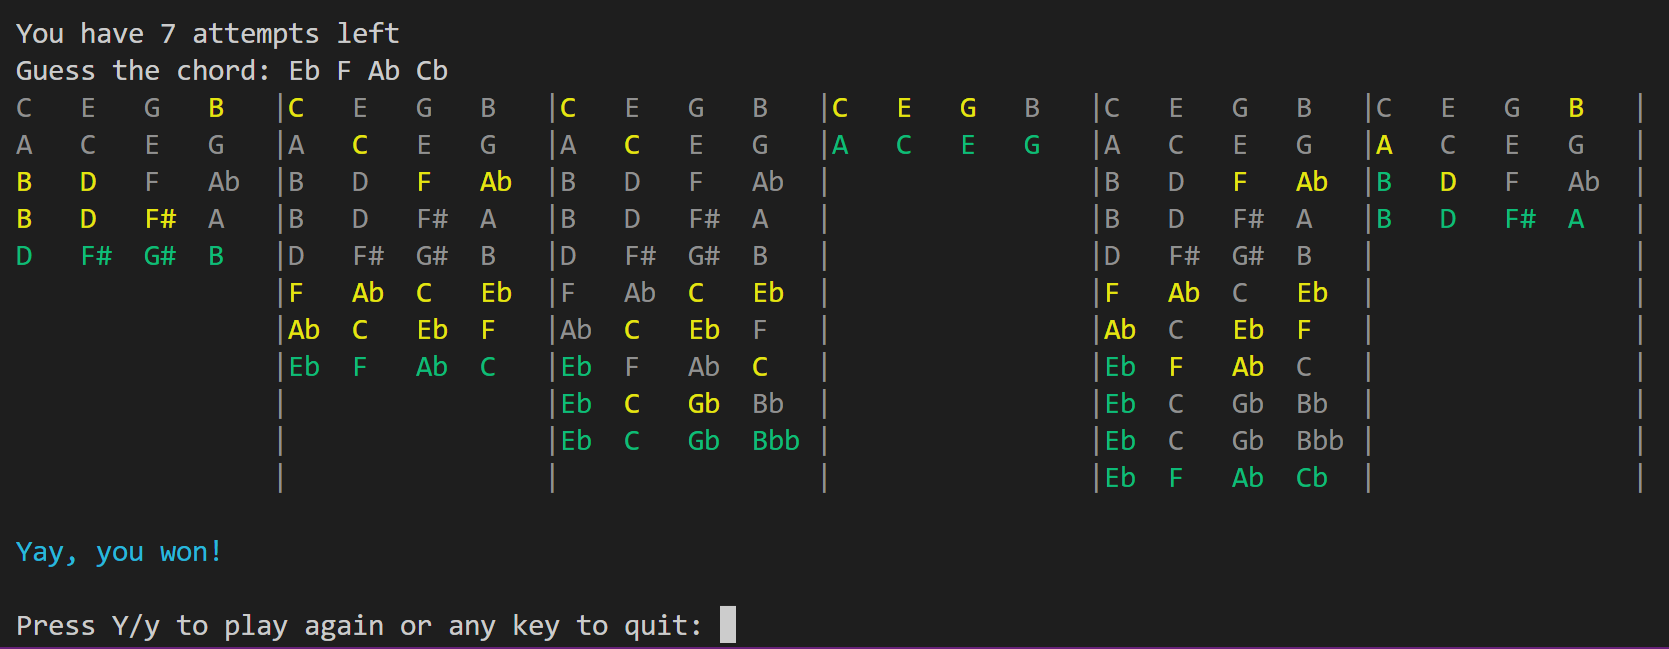 You have 7 attempts left
Guess the chord: Eb F Ab Cb
C E G B |C E G B |C E G B |C E G B |C E G B |C E G B |
A C E G |A C E G |A C E G |A C E G |A C E G |A C E G |
B D F Ab |B D F Ab |B D F Ab | |B D F Ab |B D F Ab |
B D F# A |B D F# A |B D F# A | |B D F# A |B D F# A |
D F# G# B |D F# G# B |D F# G# B | |D F# G# B | |
|F Ab C Eb |F Ab C Eb | |F Ab C Eb | |
|Ab C Eb F |Ab C Eb F | |Ab C Eb F | |
|Eb F Ab C |Eb F Ab C | |Eb F Ab C | |
| |Eb C Gb Bb | |Eb C Gb Bb | |
| |Eb C Gb Bbb | |Eb C Gb Bbb | |
| | | |Eb F Ab Cb | |
Yay, you won!
Press Y/y to play again or any key to quit: